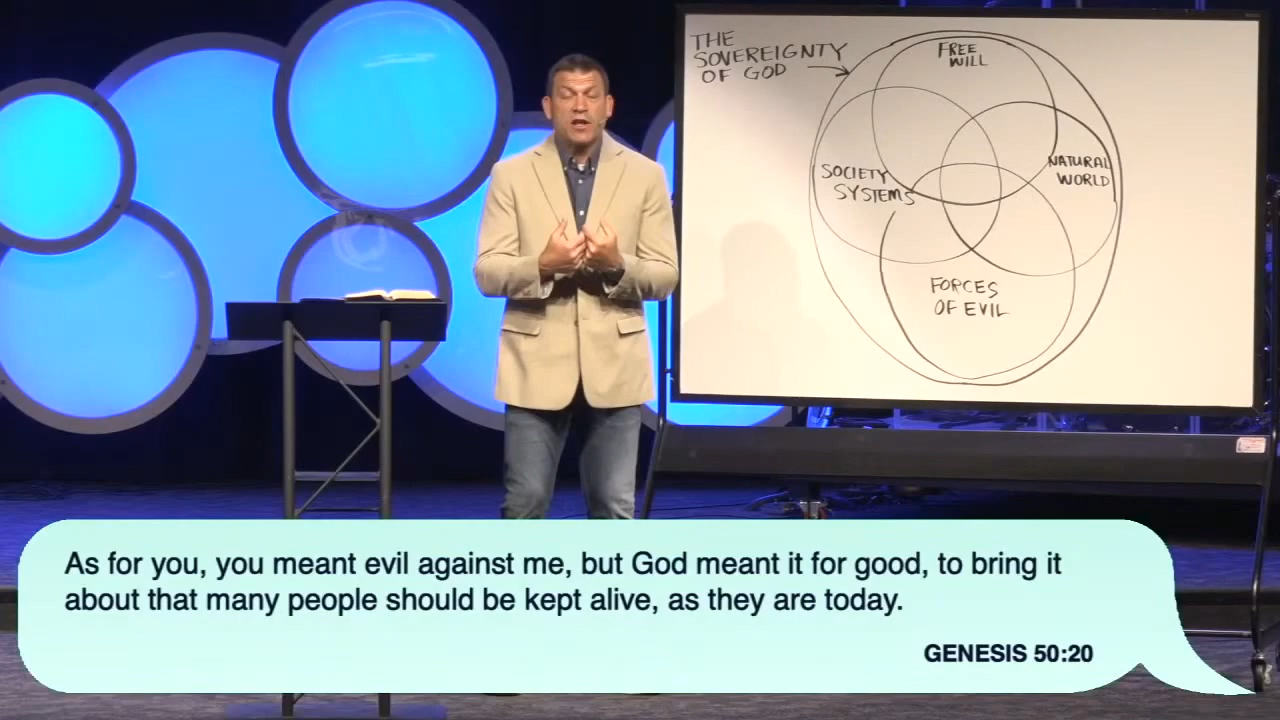 THE
SOVEREIGNTY
OF GOD
FREE
WILL
SOCIETY
SYSTEMS
NATURAL
WORLD
FORCES
OF EVIL
As for you, you meant evil against me, but God meant it for good, to bring it
about that many people should be kept alive, as they are today.
GENESIS 50:20